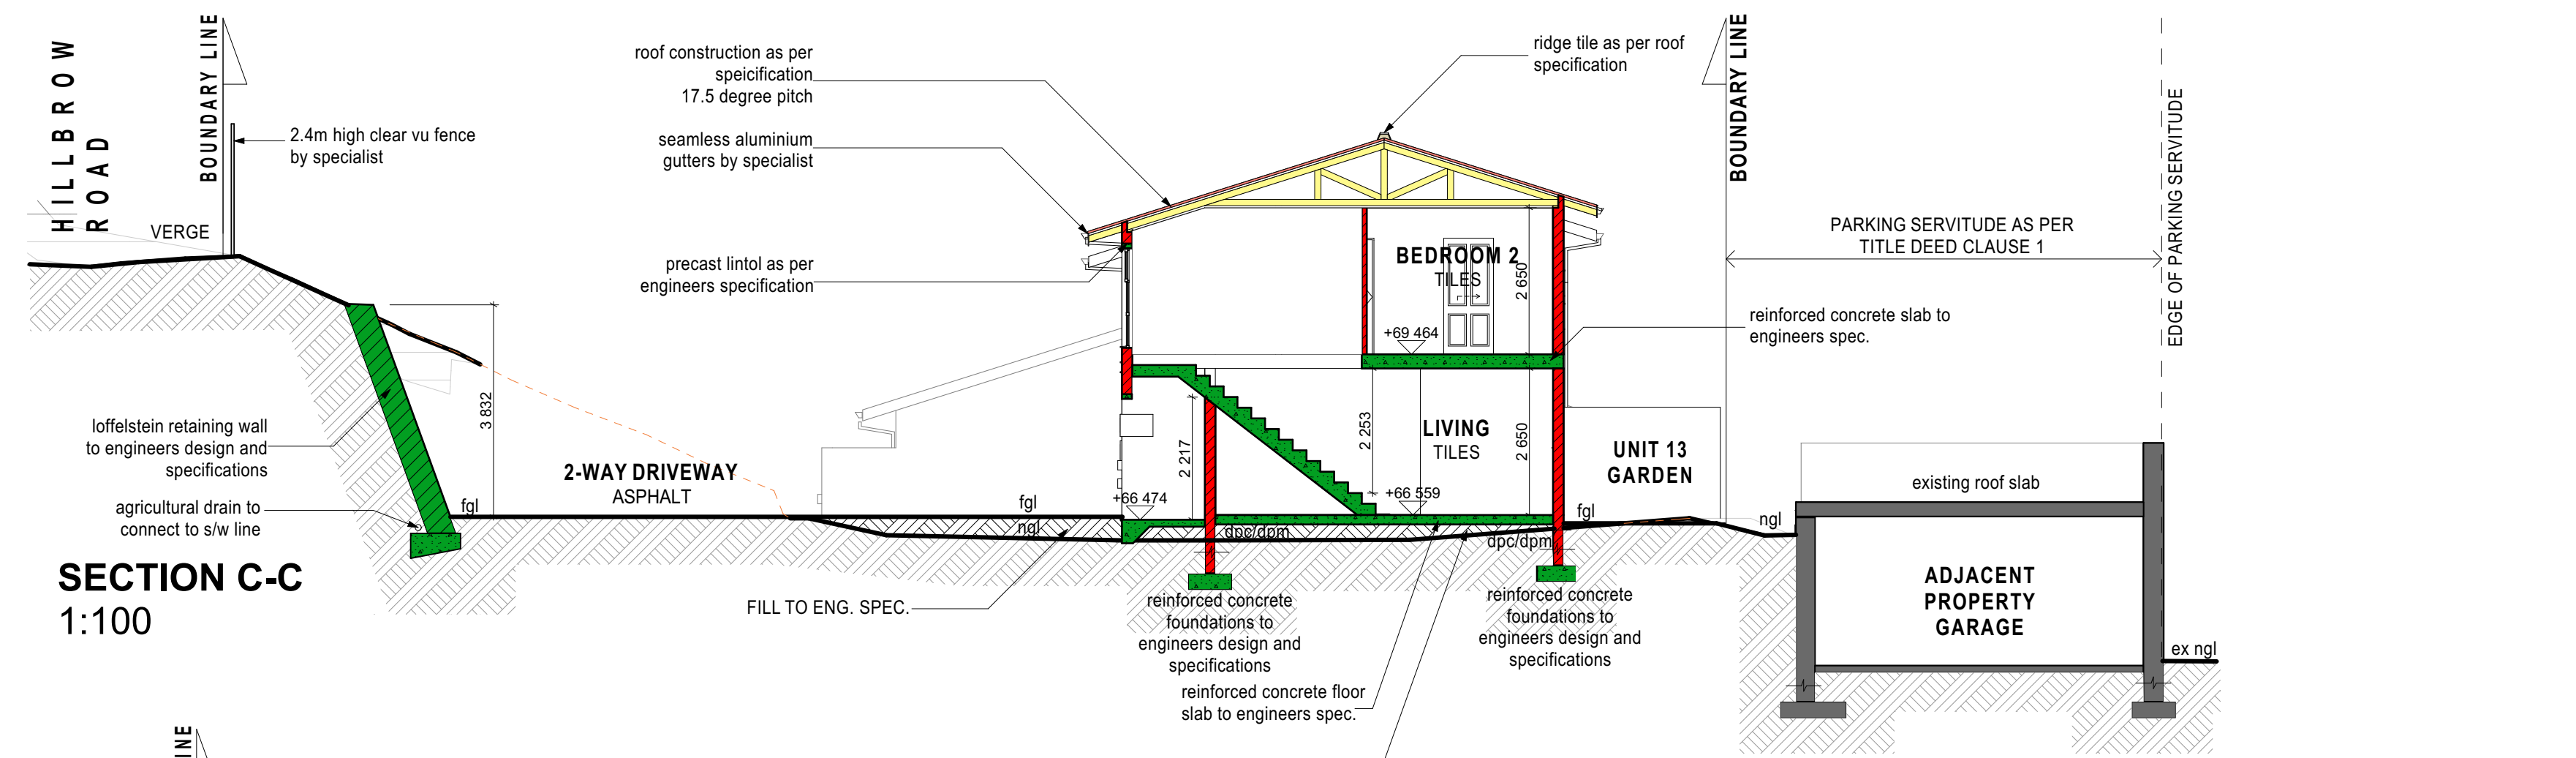 HILLBROW
ROAD
BOUNDARY LINE
2.4m high clear vu fence
by specialist
VERGE
roof construction as per
speicification
17.5 degree pitch
seamless aluminium
gutters by specialist
precast lintol as per
engineers specification
ridge tile as per roof
specification
BOUNDARY LINE
EDGE OF PARKING SERVITUDE
PARKING SERVITUDE AS PER
TITLE DEED CLAUSE 1
BEDROOM 2
TILES
2 650
+69 464
reinforced concrete slab to
engineers spec.
3 832
loffelstein retaining wall
to engineers design and
specifications
agricultural drain to
connect to s/w line
fgl
2-WAY DRIVEWAY
ASPHALT
fgl
ngl
2 217
+66 474
2 253
LIVING
TILES
2 650
+66 559
UNIT 13
GARDEN
fgl
ngl
existing roof slab
dpc/dpm
dpc/dpm
ADJACENT
PROPERTY
GARAGE
ex ngl
SECTION C-C
1:100
FILL TO ENG. SPEC.
reinforced concrete
foundations to
engineers design and
specifications
reinforced concrete
foundations to
engineers design and
specifications
reinforced concrete floor
slab to engineers spec.
INE